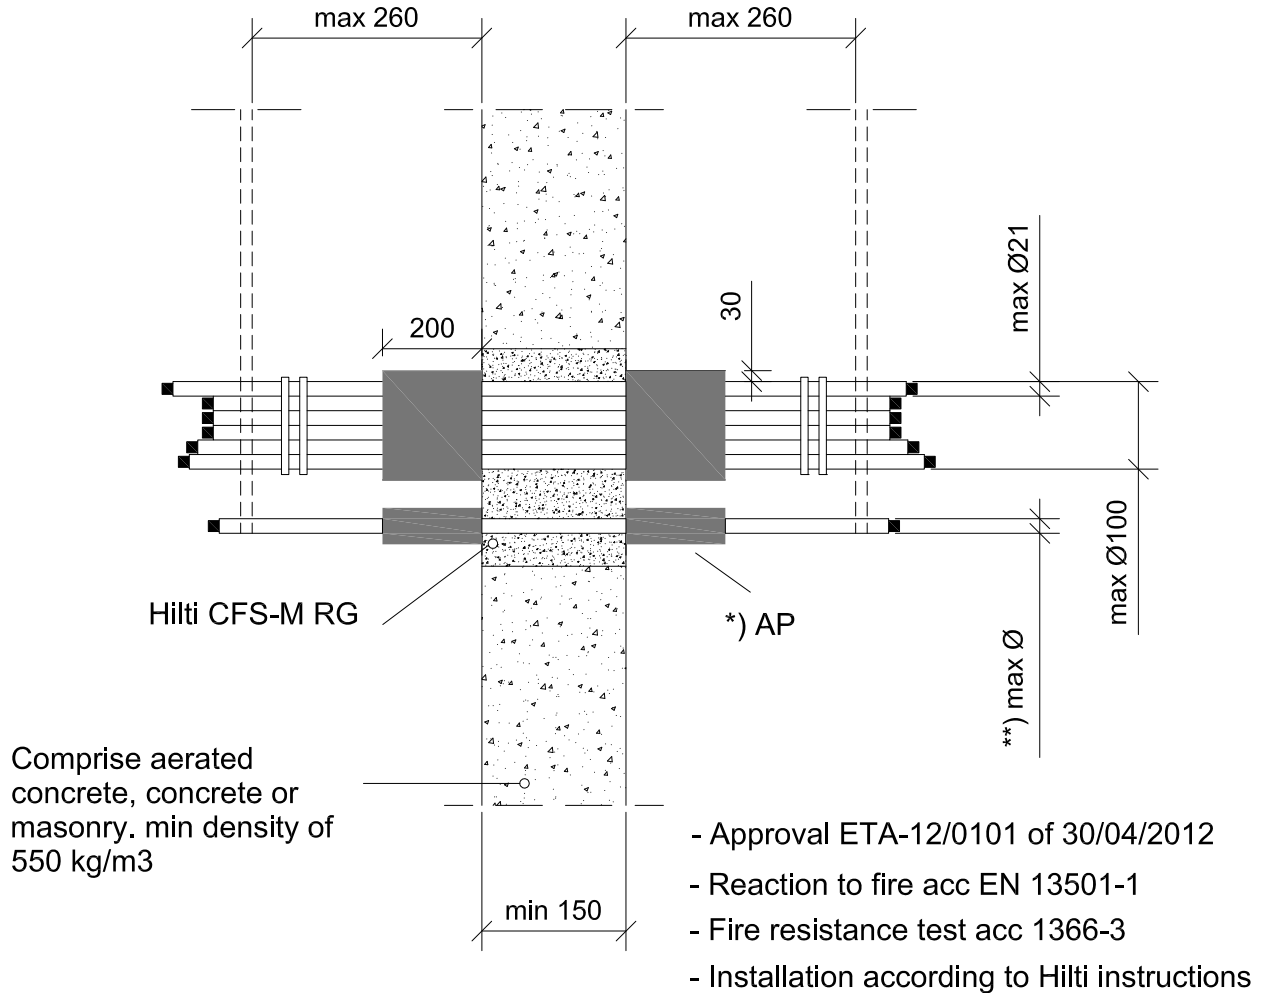 max 260
max 260
max Ø21
30
200
max Ø100
Hilti CFS-M RG
*) AP
**) max Ø
Comprise aerated
concrete, concrete or
masonry. min density of
550 kg/m3
- Approval ETA-12/0101 of 30/04/2012
- Reaction to fire acc EN 13501-1
min 150
- Fire resistance test acc 1366-3
- Installation according to Hilti instructions